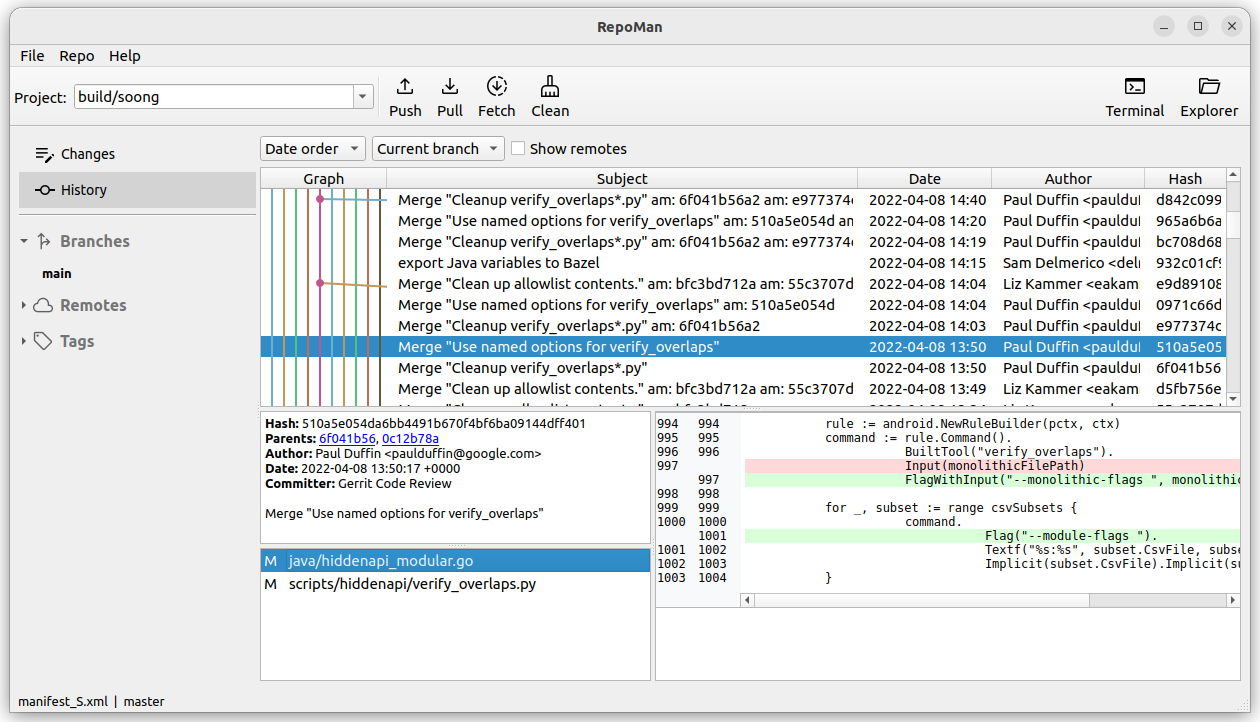 RepoMan
File Repo Help
Project: build/soong
Push Pull Fetch Clean
Terminal Explorer
Changes
History
Branches
main
Remotes
Tags
Date order Current branch Show remotes
Graph Subject Date Author Hash
Merge "Cleanup verify_overlaps*.py" am: 6f041b56a2 am: e977374 2022-04-08 14:40 Paul Duffin <paulduf d842c099
Merge "Use named options for verify_overlaps" am: 510a5e054d am 2022-04-08 14:20 Paul Duffin <paulduf 965a6b6a
Merge "Cleanup verify_overlaps*.py" am: 6f041b56a2 am: e977374 2022-04-08 14:19 Paul Duffin <paulduf bc708d68
export Java variables to Bazel 2022-04-08 14:15 Sam Delmerico <delm 932c01cf
Merge "Clean up allowlist contents." am: bfc3bd712a am: 55c3707d 2022-04-08 14:04 Liz Kammer <eakam e9d89108
Merge "Use named options for verify_overlaps" am: 510a5e054d 2022-04-08 14:04 Paul Duffin <paulduf 0971c66d
Merge "Cleanup verify_overlaps*.py" am: 6f041b56a2 2022-04-08 14:03 Paul Duffin <paulduf e977374c
Merge "Use named options for verify_overlaps" 2022-04-08 13:50 Paul Duffin <paulduf 510a5e05
Merge "Cleanup verify_overlaps*.py" 2022-04-08 13:50 Paul Duffin <paulduf 6f041b56
Merge "Clean up allowlist contents." am: bfc3bd712a am: 55c3707d 2022-04-08 13:49 Liz Kammer <eakam d5fb756e
Hash: 510a5e054da6bb4491b670f4bf6ba09144dff401
Parents: 6f041b56, 0c12b78a
Author: Paul Duffin <paulduffin@google.com>
Date: 2022-04-08 13:50:17 +0000
Committer: Gerrit Code Review
Merge "Use named options for verify_overlaps"
M java/hiddenapi_modular.go
M scripts/hiddenapi/verify_overlaps.py
994 994 rule := android.NewRuleBuilder(pctx, ctx)
995 995 command := rule.Command().
996 996 BuiltTool("verify_overlaps").
997 Input(monolithicFilePath)
997 FlagWithInput("--monolithic-flags ", monolithic
998 998
999 999 for _, subset := range csvSubsets {
1000 1000 command.
1001 Flag("--module-flags ").
1001 1002 Textf("%s:%s", subset.CsvFile, subse
1002 1003 Implicit(subset.CsvFile).Implicit(su
1003 1004 }
manifest_S.xml | master